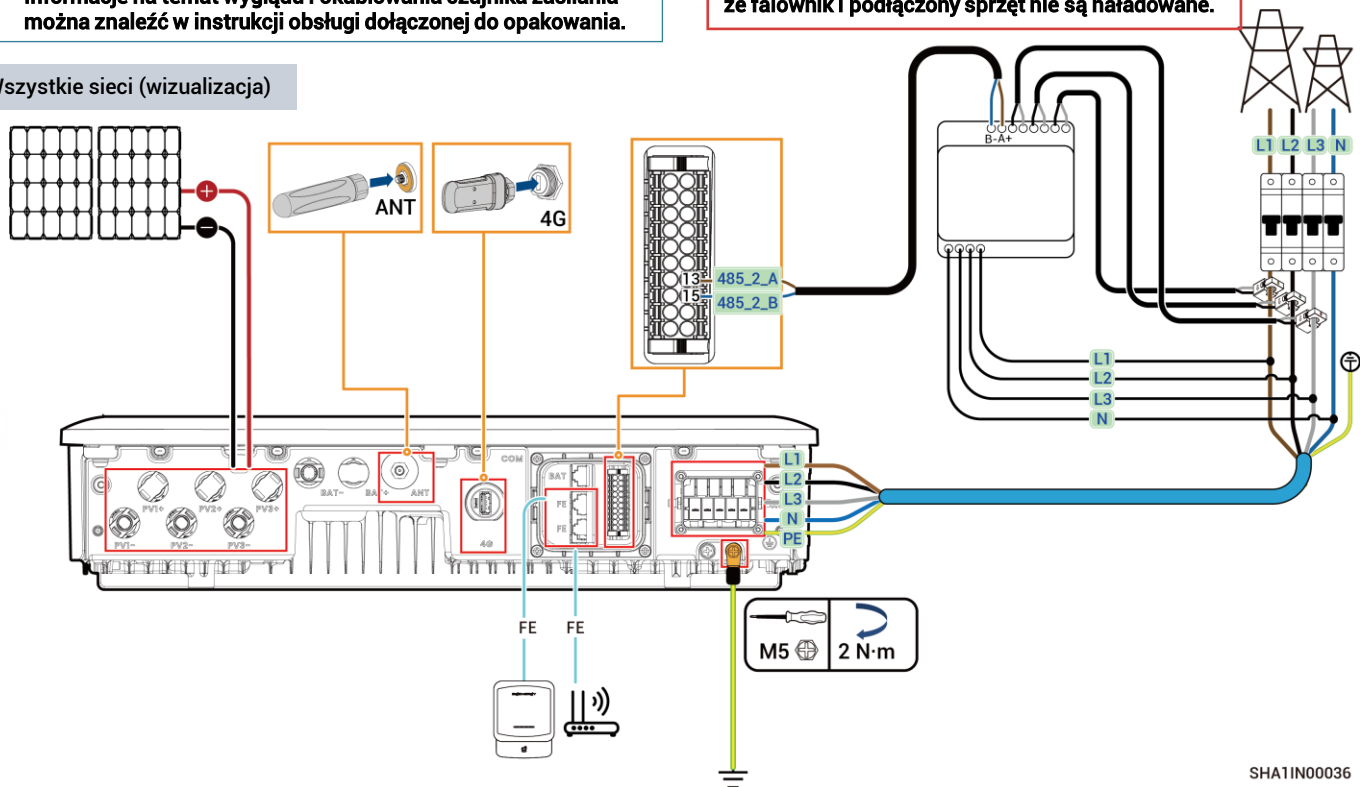 można znaleźć w instrukcji obsługi dołączonej do opakowania.
że falownik i podłączony sprzęt nie są naładowane.
Wszystkie sieci (wizualizacja)
B-A+
L1 L2 L3 N
ANT
4G
13 485_2_A
15 485_2_B
L1
L2
L3
N
COM
BAT
BAT- BAT+ ANT
FE
FE
PV1+ PV2+ PV3+
PV1- PV2- PV3-
4G
L1
L2
L3
N
PE
FE FE
M5 2 N·m
SHA1IN00036